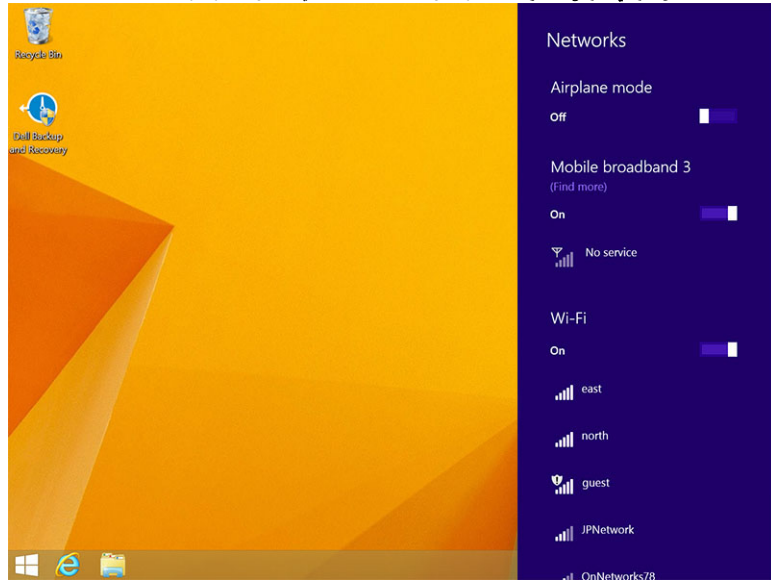 Recycle Bin
Dell Backup
and Recovery
Networks
Airplane mode
Off
Mobile broadband 3
(Find more)
On
No service
Wi-Fi
On
east
north
guest
JPNetwork
OnNetworks78